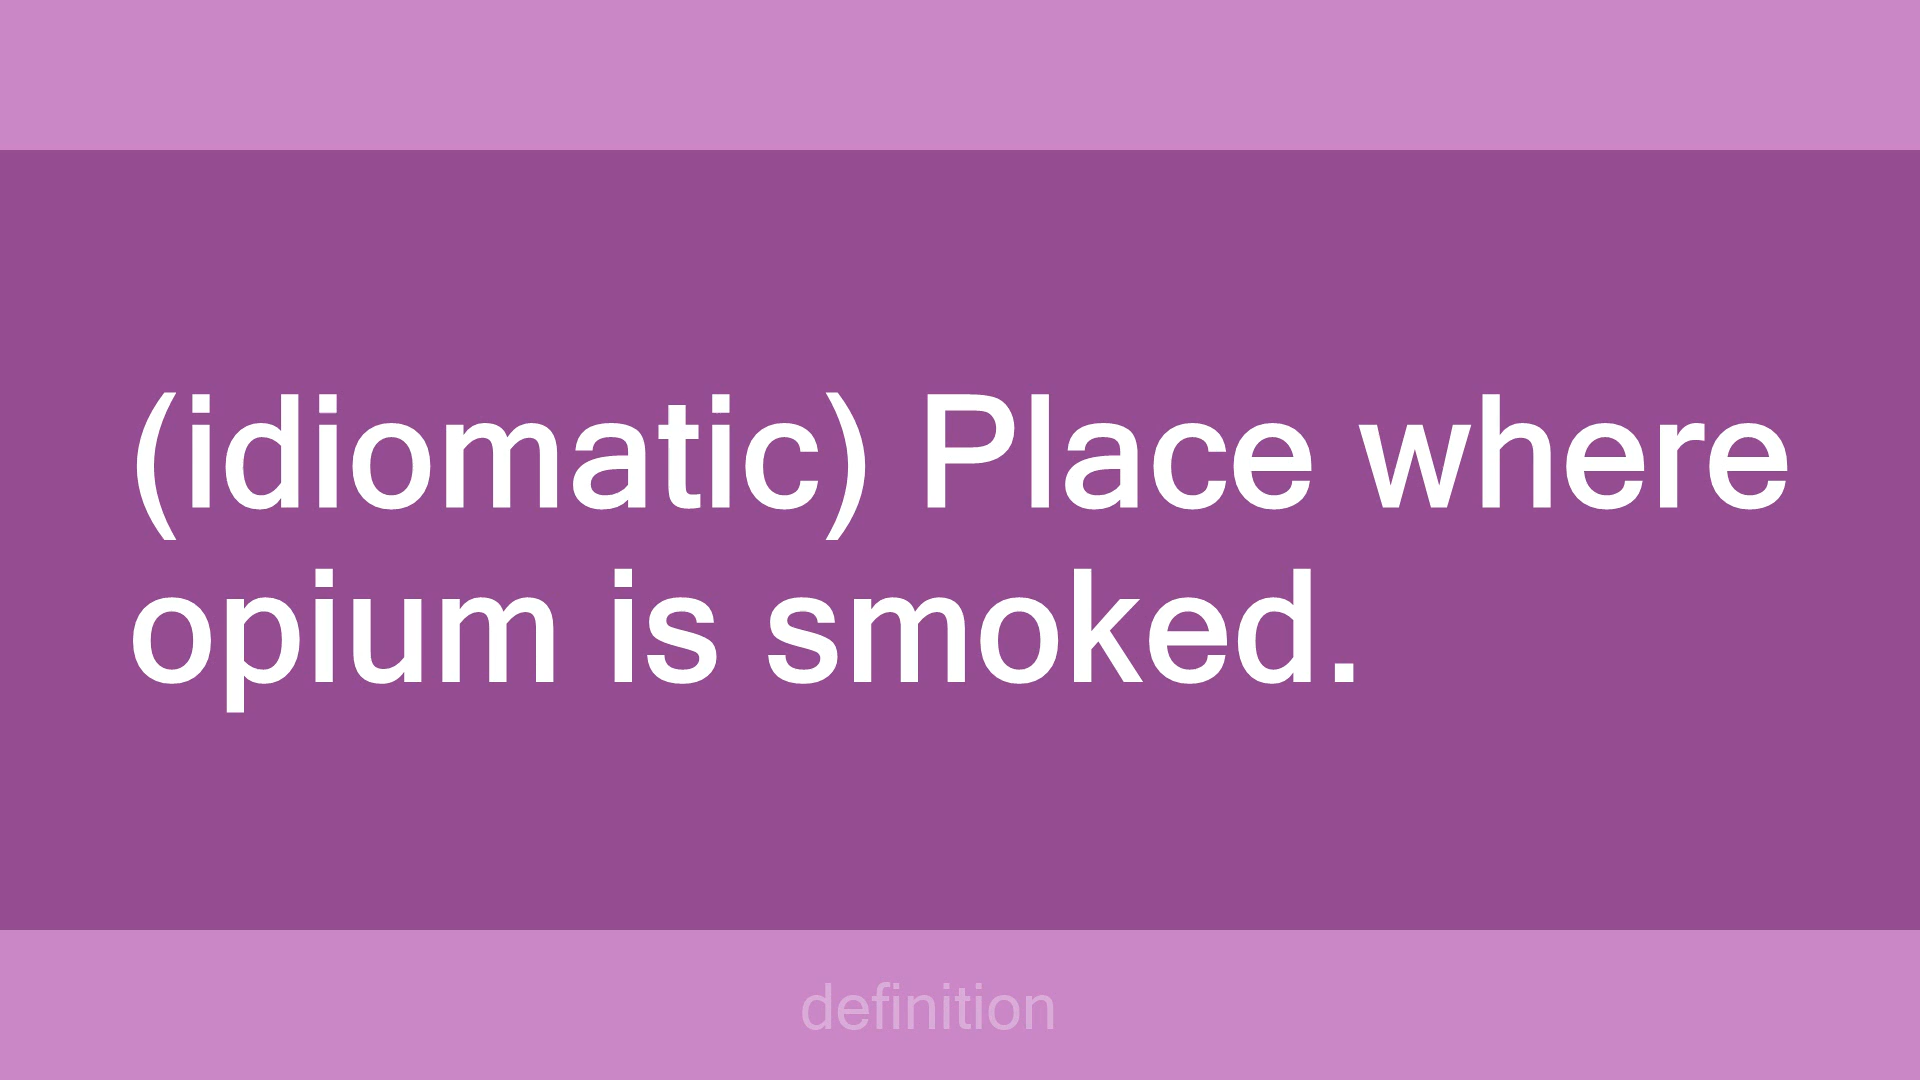 (idiomatic) Place where
opium is smoked.
definition